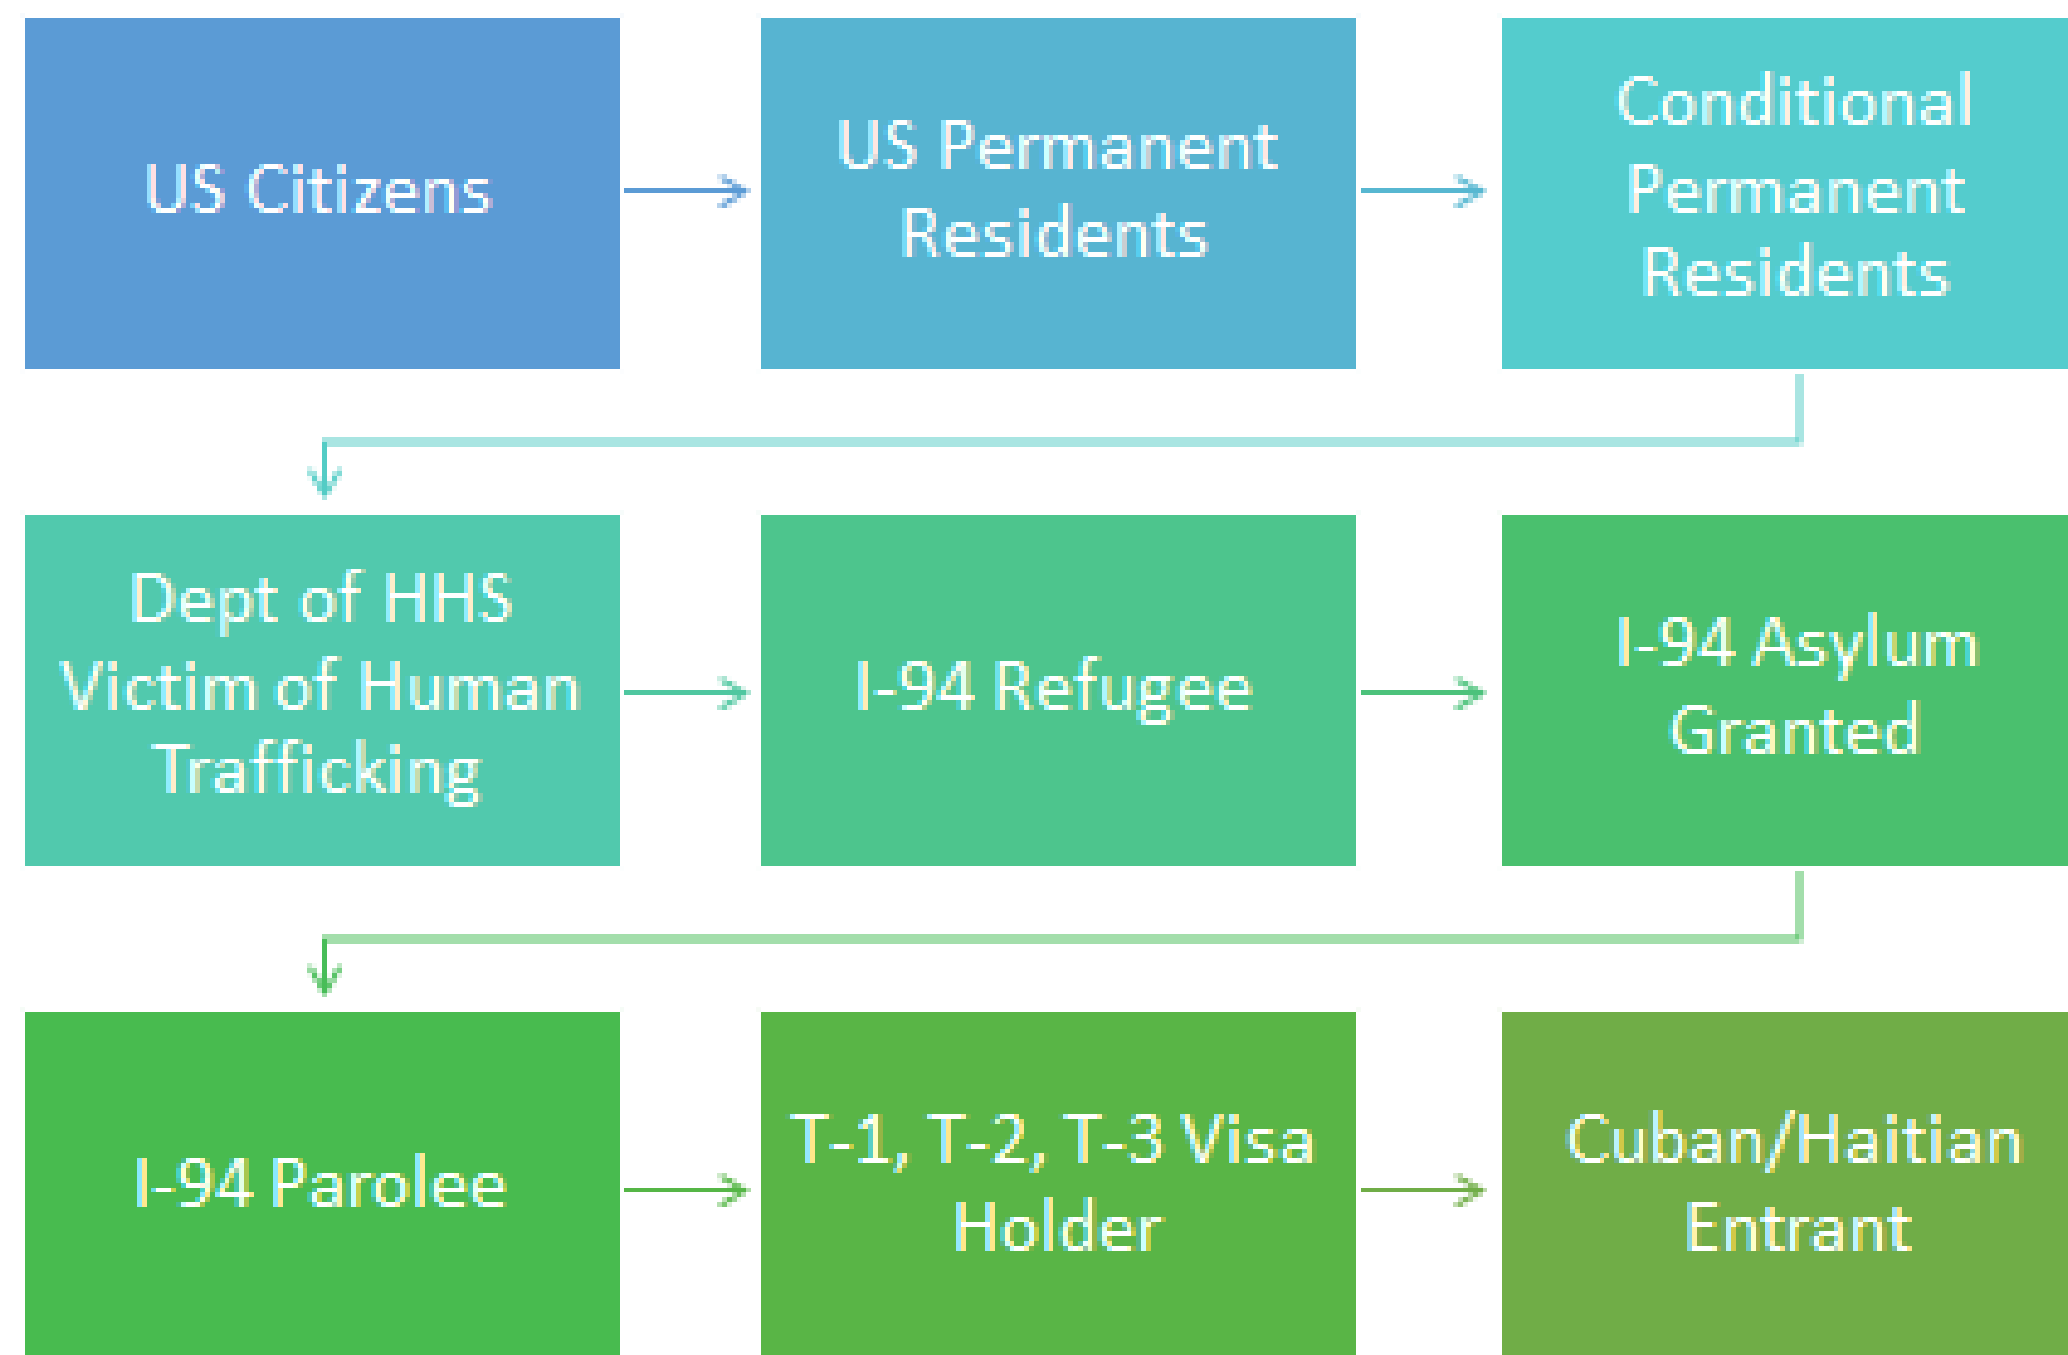 US Citizens
US Permanent
Residents
Conditional
Permanent
Residents
Dept of HHS
Victim of Human
Trafficking
I-94 Refugee
I-94 Asylum
Granted
I-94 Parolee
T-1, T-2, T-3 Visa
Holder
Cuban/Haitian
Entrant